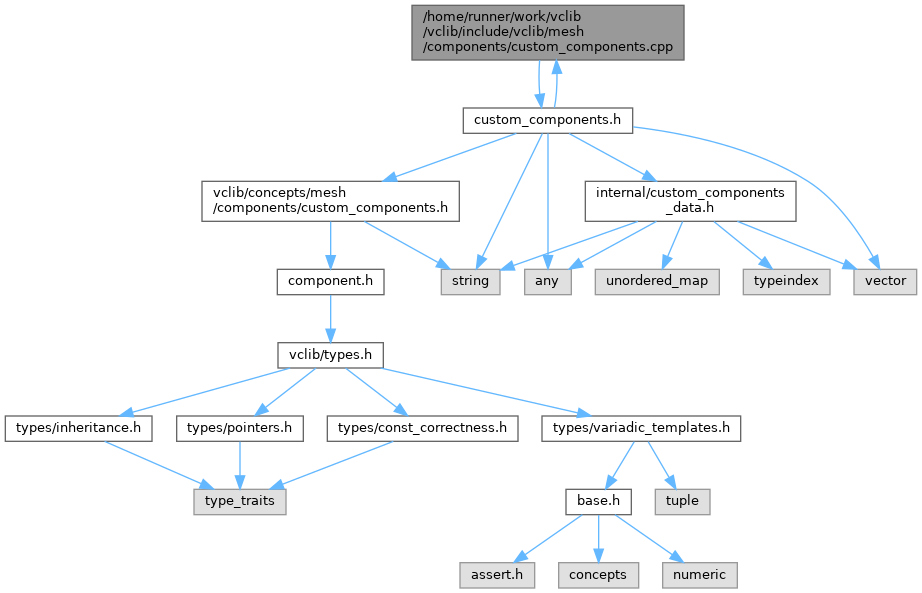 /home/runner/work/vclib
/vclib/include/vclib/mesh
/components/custom_components.cpp
custom_components.h
vclib/concepts/mesh
/components/custom_components.h
internal/custom_components
_data.h
component.h
string
any
unordered_map
typeindex
vector
vclib/types.h
types/inheritance.h
types/pointers.h
types/const_correctness.h
types/variadic_templates.h
type_traits
base.h
tuple
assert.h
concepts
numeric